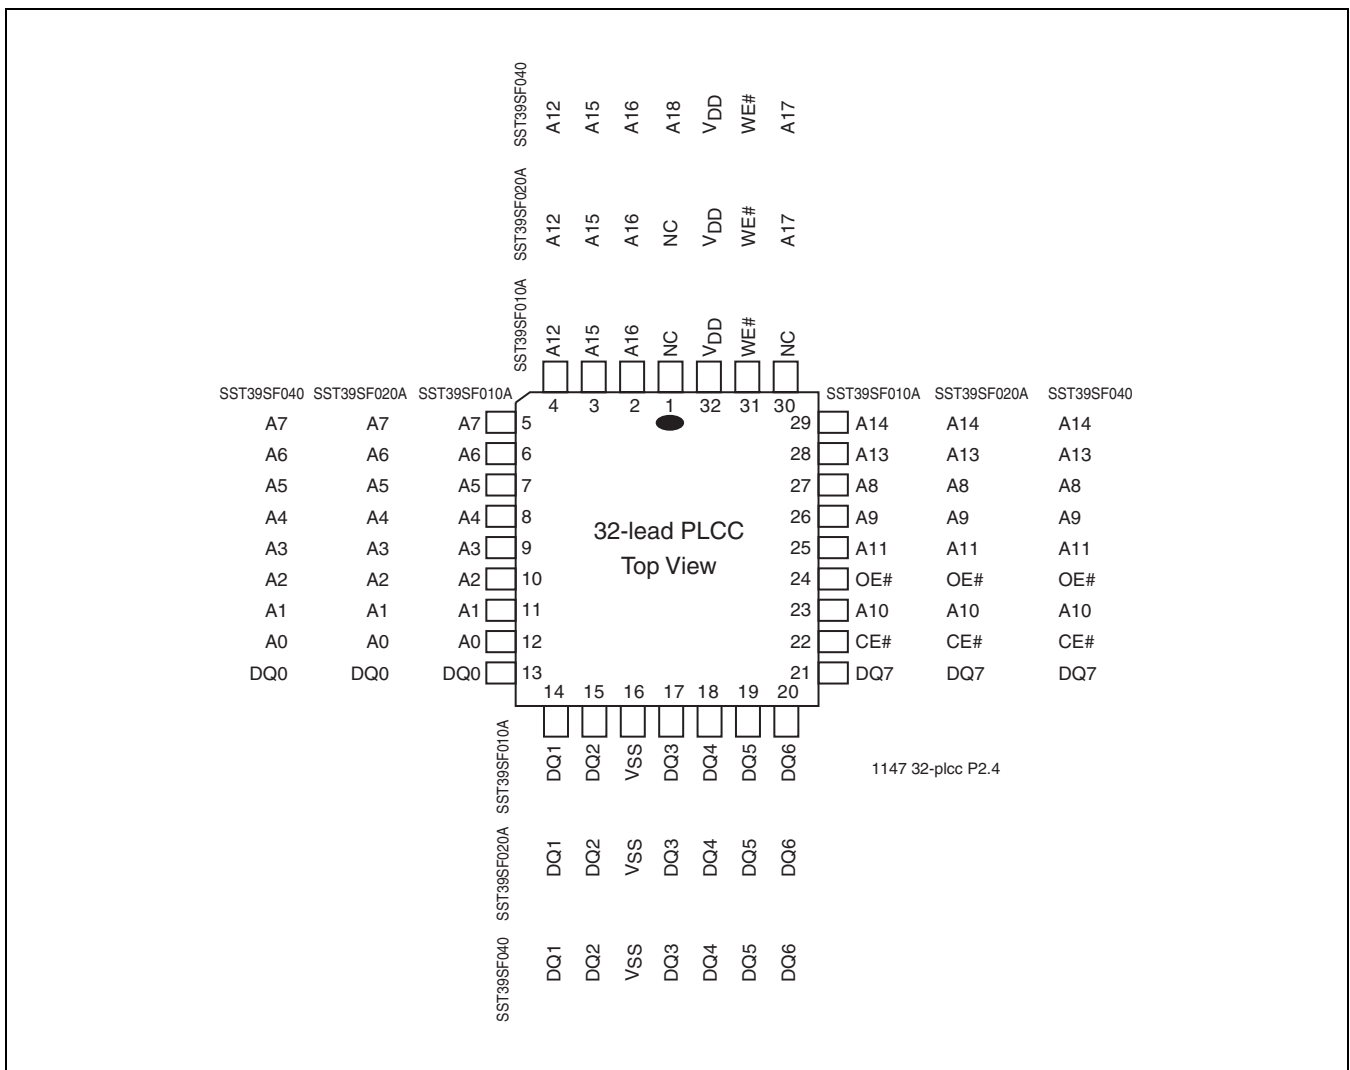 SST39SF040 A12 A15 A16 A18 VDD WE# A17
SST39SF020A A12 A15 A16 NC VDD WE# A17
SST39SF010A A12 A15 A16 NC VDD WE# NC
4 3 2 1 32 31 30
SST39SF040 SST39SF020A SST39SF010A SST39SF010A SST39SF020A SST39SF040
A7 A7 A7 5 29 A14 A14 A14
A6 A6 A6 6 28 A13 A13 A13
A5 A5 A5 7 27 A8 A8 A8
A4 A4 A4 8 26 A9 A9 A9
A3 A3 A3 9 25 A11 A11 A11
A2 A2 A2 10 24 OE# OE# OE#
A1 A1 A1 11 23 A10 A10 A10
A0 A0 A0 12 22 CE# CE# CE#
DQ0 DQ0 DQ0 13 21 DQ7 DQ7 DQ7
32-lead PLCC
Top View
14 15 16 17 18 19 20
SST39SF010A DQ1 DQ2 VSS DQ3 DQ4 DQ5 DQ6
1147 32-plcc P2.4
SST39SF020A DQ1 DQ2 VSS DQ3 DQ4 DQ5 DQ6
SST39SF040 DQ1 DQ2 VSS DQ3 DQ4 DQ5 DQ6